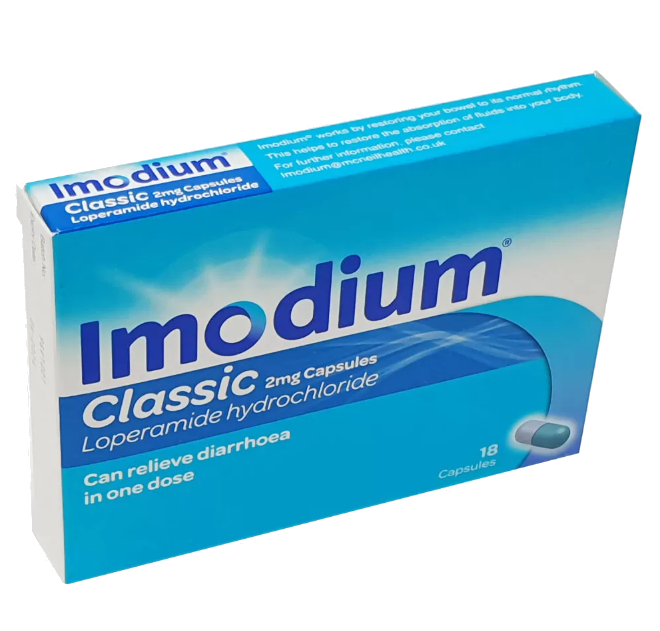 Imodium®
Classic 2mg Capsules
Loperamide hydrochloride
Imodium® works by restoring your bowel to its normal rhythm.
This helps to restore the absorption of fluids into your body.
For further information, please contact
imodium@mcneilhealth.co.uk
Imodium®
Classic 2mg Capsules
Loperamide hydrochloride
Can relieve diarrhoea
in one dose
18
Capsules